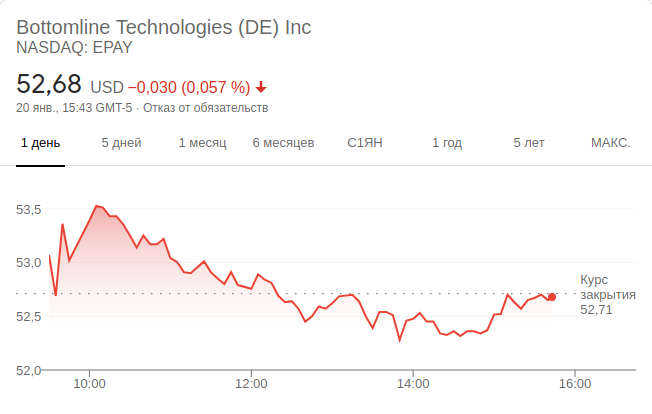 Bottomline Technologies (DE) Inc
NASDAQ: EPAY
52,68 USD −0,030 (0,057 %)
20 янв., 15:43 GMT-5 · Отказ от обязательств
1 день 5 дней 1 месяц 6 месяцев С1ЯН 1 год 5 лет МАКС.
53,5
53,0
Курс
закрытия
52,71
52,5
52,0
10:00 12:00 14:00 16:00